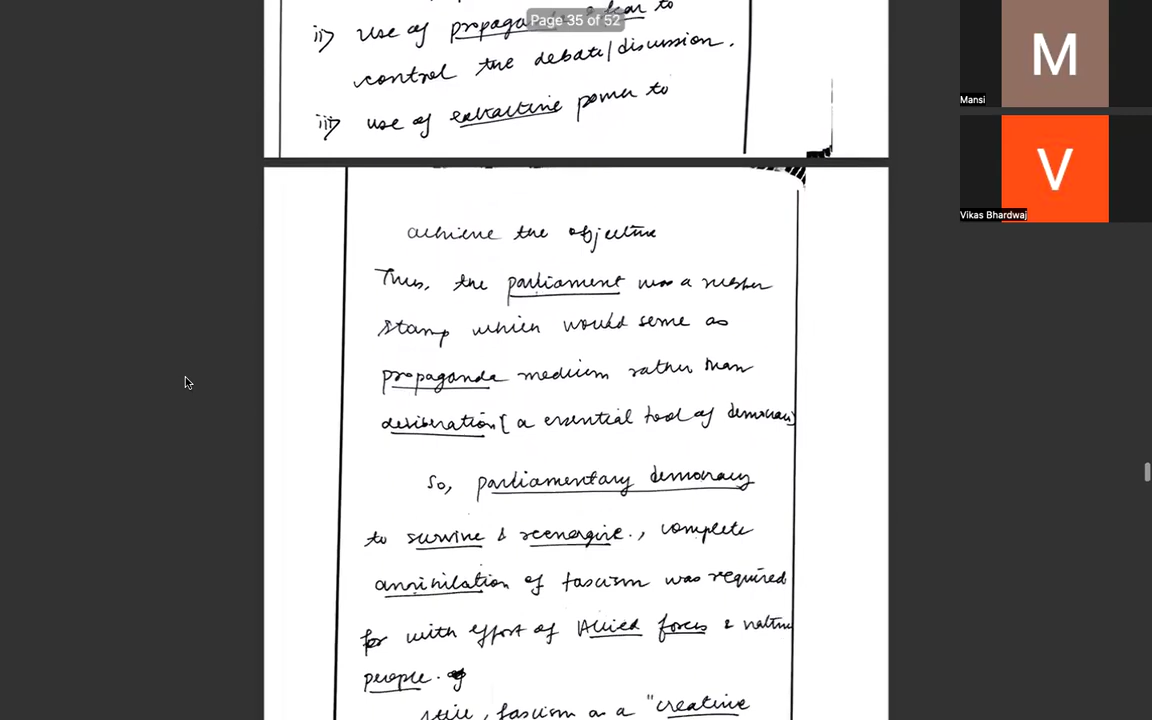 Page 35 of 52
ii) use of propaganda & fear to
control the debate/discussion.
iii) use of extractive power to
achieve the objective
Thus, the parliament was a rubber
stamp which would serve as
propaganda medium rather than
deliberation [a essential tool of democracy]
So, parliamentary democracy
to survive & reenergize., complete
annihilation of fascism was required
for with effort of Allied forces & native
people.
still, fascism as a "creative
M
Mansi
V
Vikas Bhardwaj